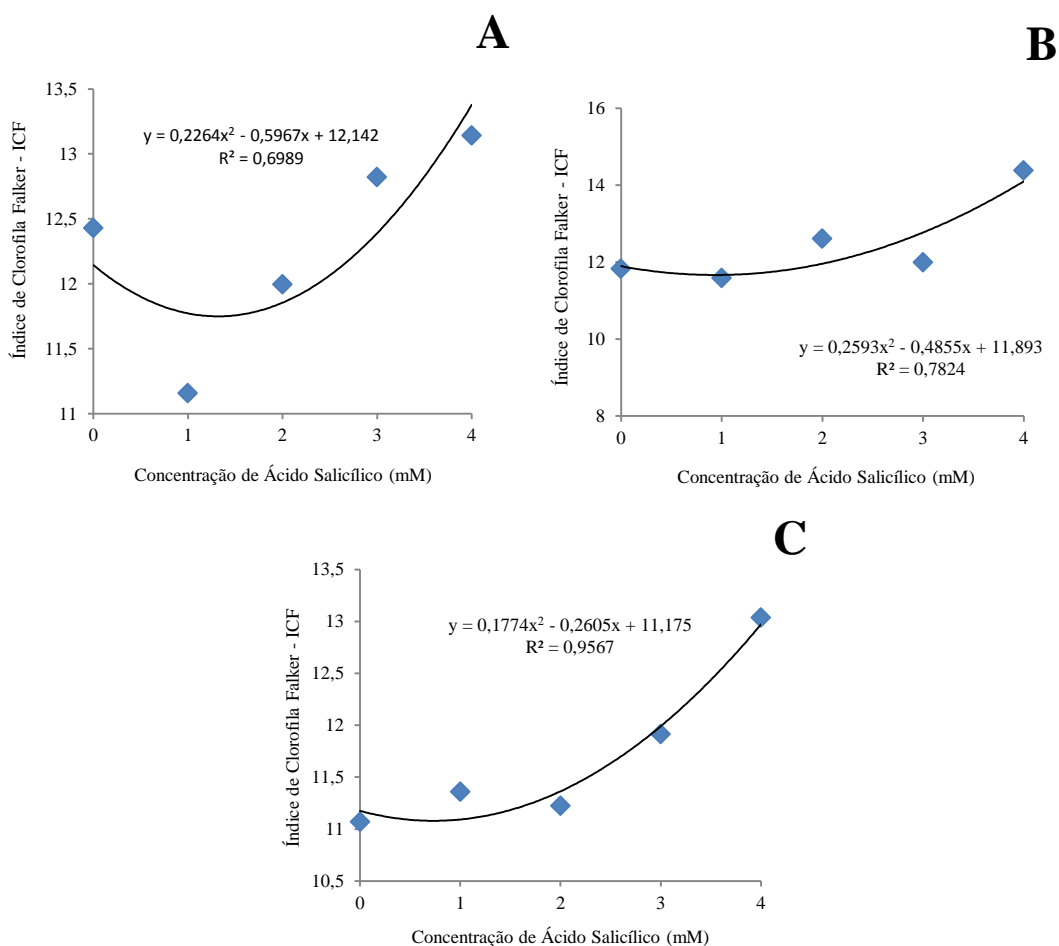 A
13,5
13
12,5
12
11,5
11
0
1
2
3
4
Índice de Clorofila Falker - ICF
y = 0,2264x² - 0,5967x + 12,142
R² = 0,6989
Concentração de Ácido Salicílico (mM)
B
16
14
12
10
8
0
1
2
3
4
Índice de Clorofila Falker - ICF
y = 0,2593x² - 0,4855x + 11,893
R² = 0,7824
Concentração de Ácido Salicílico (mM)
C
13,5
13
12,5
12
11,5
11
10,5
0
1
2
3
4
Índice de Clorofila Falker - ICF
y = 0,1774x² - 0,2605x + 11,175
R² = 0,9567
Concentração de Ácido Salicílico (mM)